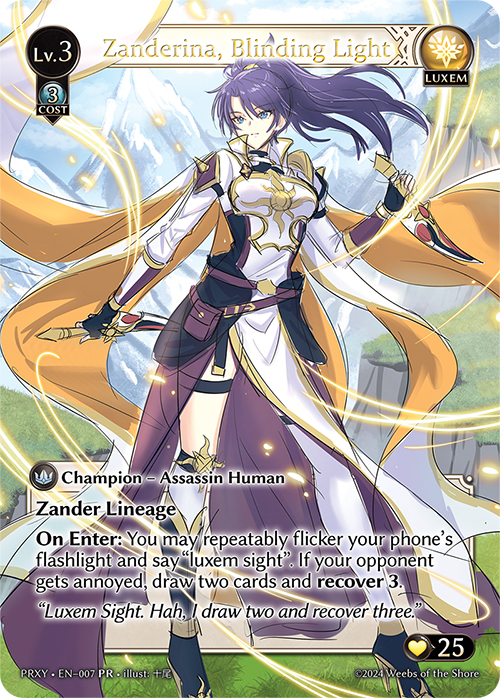 Lv.3
Zanderina, Blinding Light
LUXEM
3
COST
Champion – Assassin Human
Zander Lineage
On Enter: You may repeatably flicker your phone's
flashlight and say “luxem sight”. If your opponent
gets annoyed, draw two cards and recover 3.
“Luxem Sight. Hah, I draw two and recover three.”
25
PRXY • EN-007 PR • illust: 十尾
©2024 Weebs of the Shore